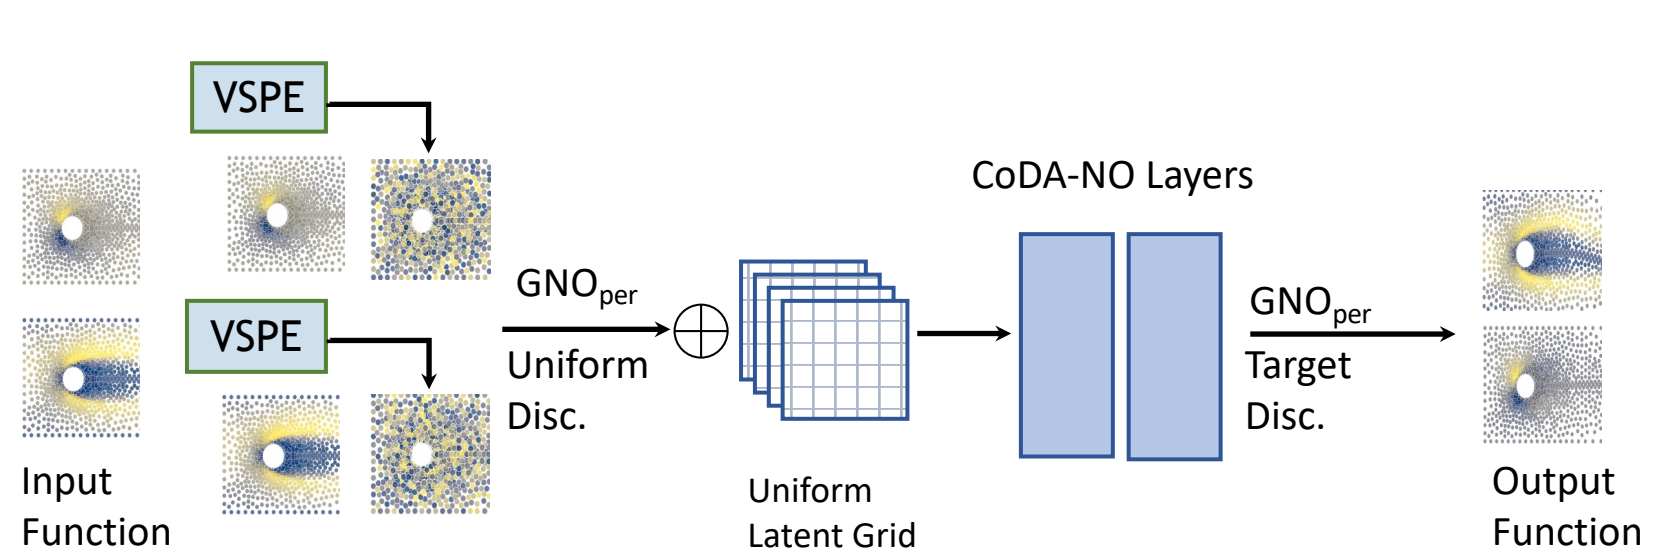 VSPE
VSPE
Input
Function
GNOper
Uniform
Disc.
Uniform
Latent Grid
CoDA-NO Layers
GNOper
Target
Disc.
Output
Function